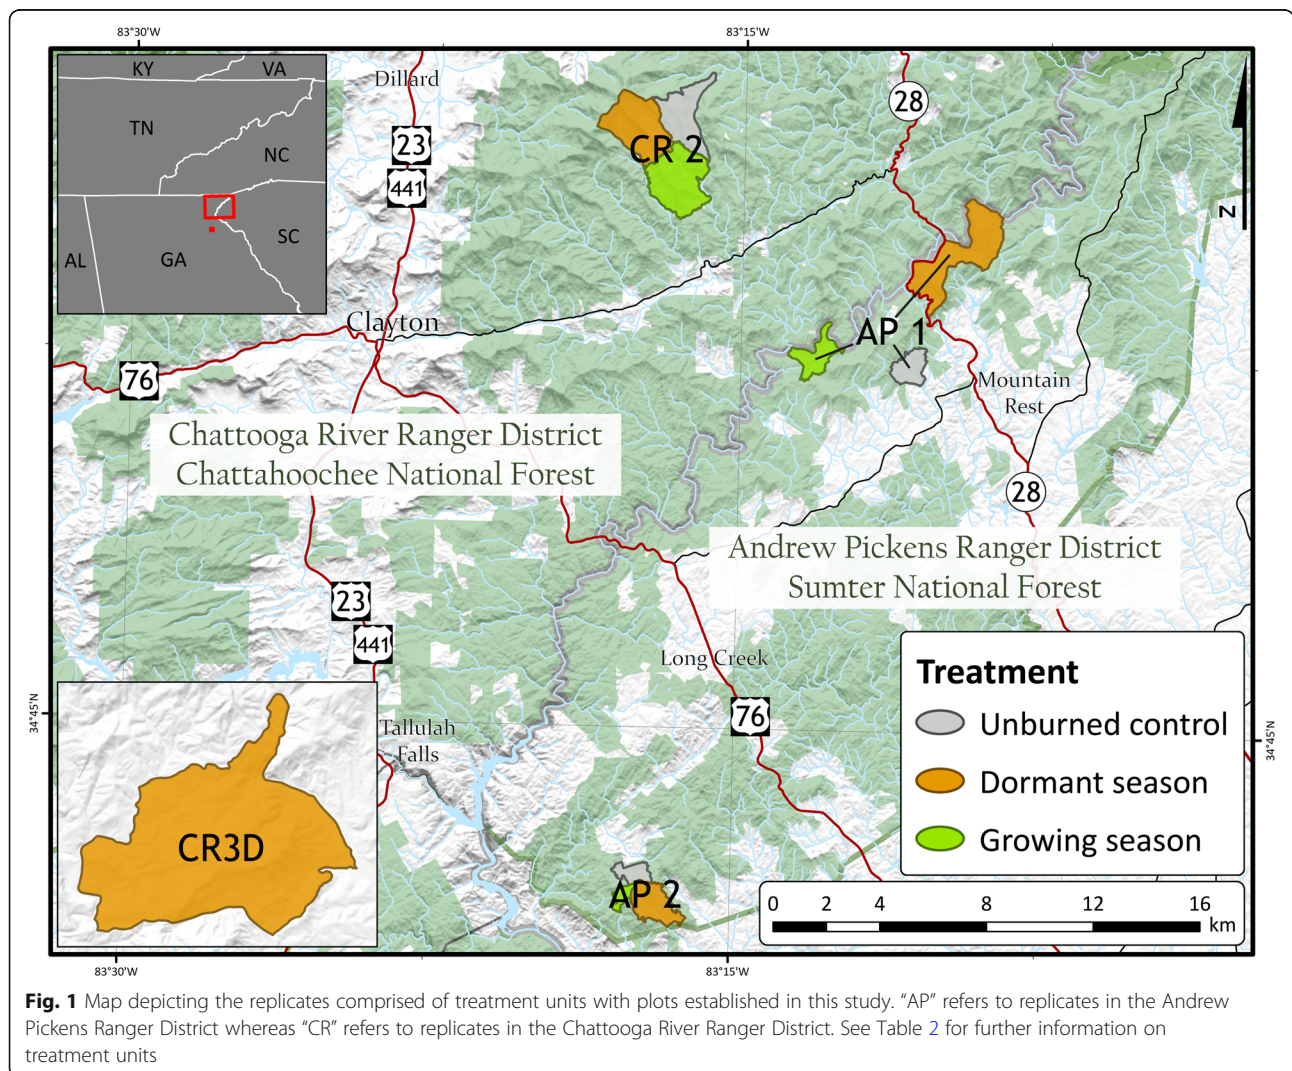 83°30'W
83°15'W
KY
VA
TN
NC
SC
AL
GA
Dillard
23
441
CR 2
28
N
Clayton
76
AP 1
Mountain
Rest
Chattooga River Ranger District
Chattahoochee National Forest
28
Andrew Pickens Ranger District
Sumter National Forest
23
441
Long Creek
76
Tallulah
Falls
34°45'N
34°45'N
CR3D
AP 2
Treatment
Unburned control
Dormant season
Growing season
0 2 4 8 12 16
km
83°30'W
83°15'W
Fig. 1 Map depicting the replicates comprised of treatment units with plots established in this study. “AP” refers to replicates in the Andrew
Pickens Ranger District whereas “CR” refers to replicates in the Chattooga River Ranger District. See Table 2 for further information on
treatment units